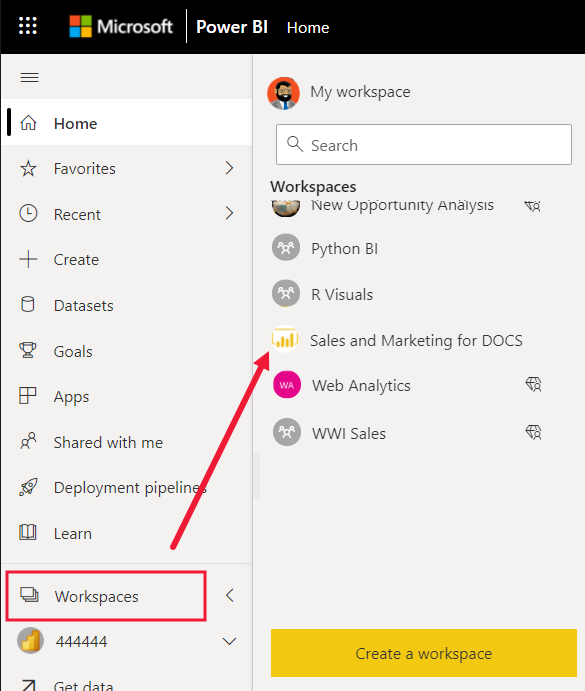 Microsoft Power BI Home
Home
Favorites
Recent
Create
Datasets
Goals
Apps
Shared with me
Deployment pipelines
Learn
Workspaces
444444
Get data
My workspace
Search
Workspaces
New Opportunity Analysis
Python BI
R Visuals
Sales and Marketing for DOCS
WA Web Analytics
WWI Sales
Create a workspace